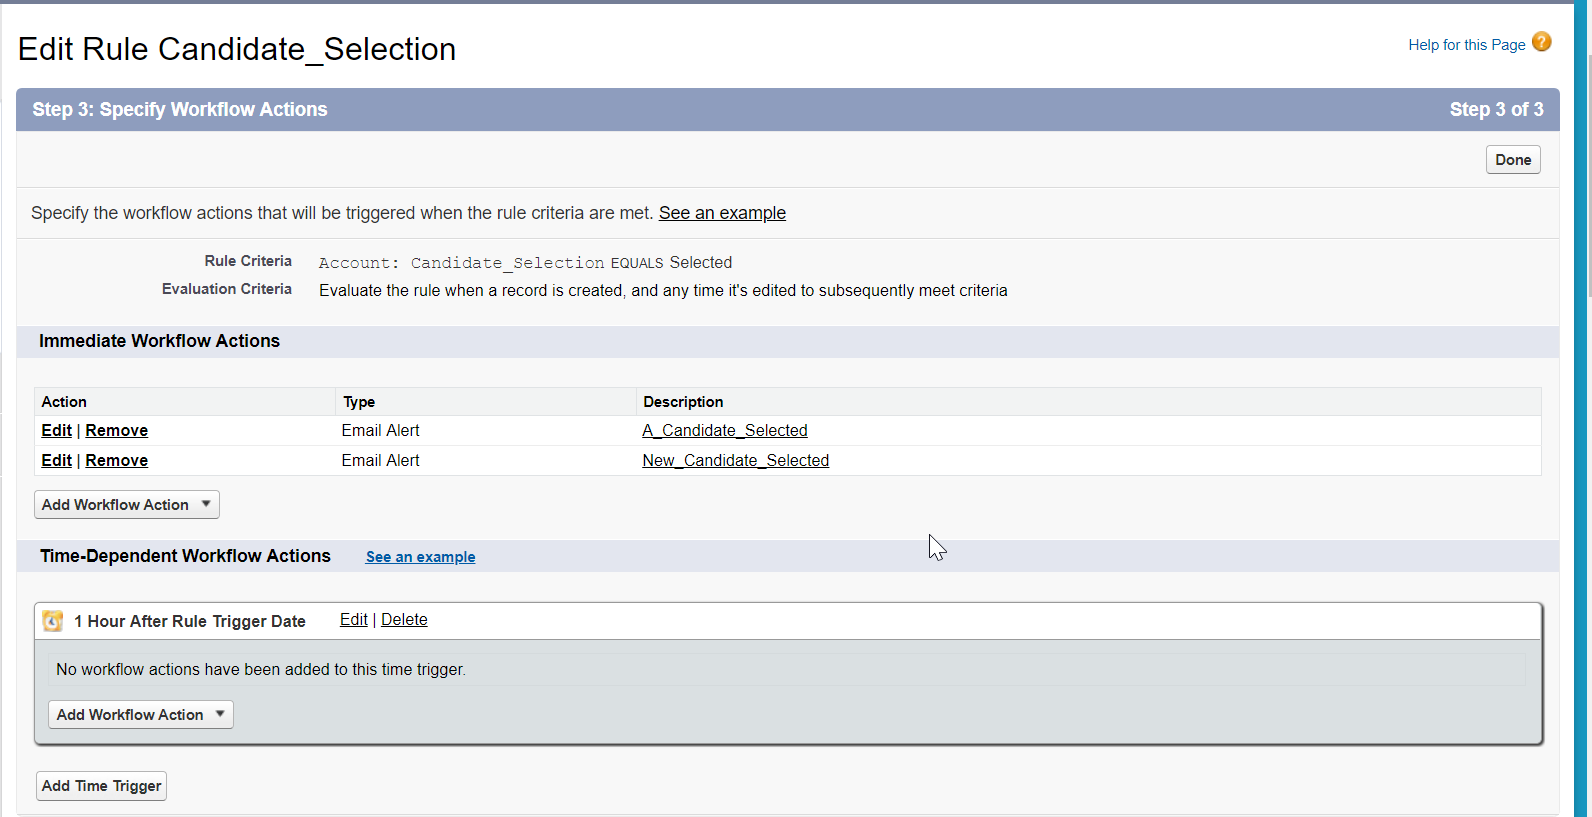 Edit Rule Candidate_Selection
Help for this Page ?
Step 3: Specify Workflow Actions
Step 3 of 3
Done
Specify the workflow actions that will be triggered when the rule criteria are met. See an example
Rule Criteria Account: Candidate_Selection EQUALS Selected
Evaluation Criteria Evaluate the rule when a record is created, and any time it's edited to subsequently meet criteria
Immediate Workflow Actions
Action Type Description
Edit | Remove Email Alert A_Candidate_Selected
Edit | Remove Email Alert New_Candidate_Selected
Add Workflow Action
Time-Dependent Workflow Actions See an example
1 Hour After Rule Trigger Date Edit | Delete
No workflow actions have been added to this time trigger.
Add Workflow Action
Add Time Trigger